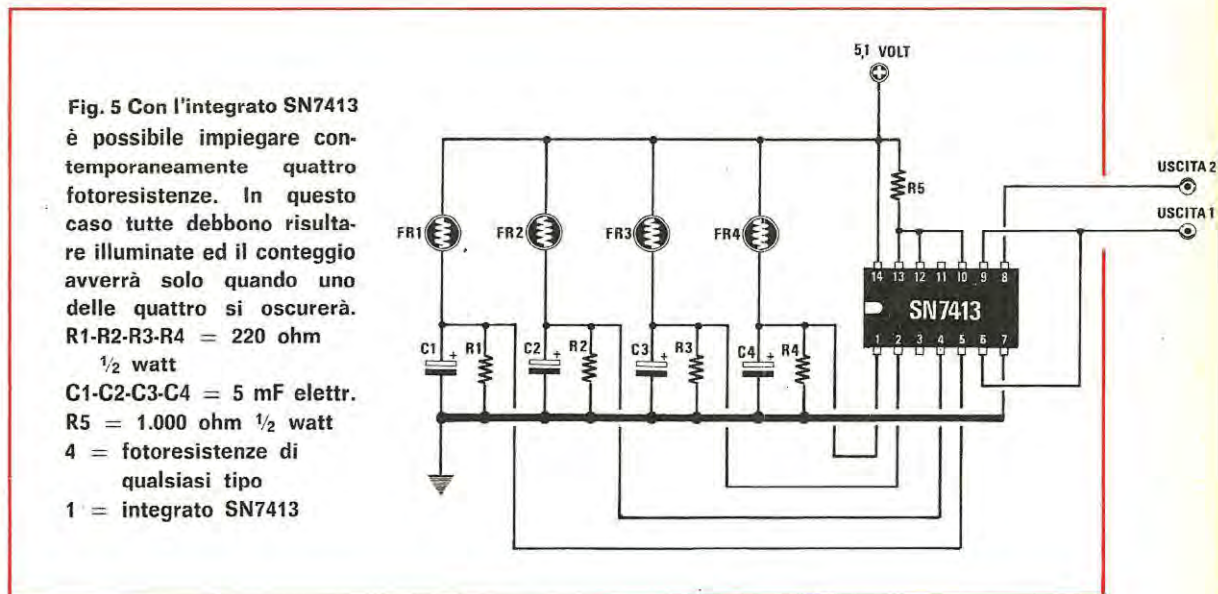 Fig. 5 Con l'integrato SN7413
è possibile impiegare con-
temporaneamente quattro
fotoresistenze. In questo
caso tutte debbono risulta-
re illuminate ed il conteggio
avverrà solo quando uno
delle quattro si oscurerà.
R1-R2-R3-R4 = 220 ohm
½ watt
C1-C2-C3-C4 = 5 mF elettr.
R5 = 1.000 ohm ½ watt
4 = fotoresistenze di
qualsiasi tipo
1 = integrato SN7413
5,1 VOLT
USCITA 2
USCITA 1
R5
FR1 FR2 FR3 FR4
14 13 12 11 10 9 8
SN7413
1 2 3 4 5 6 7
C1 + R1 C2 + R2 C3 + R3 C4 + R4